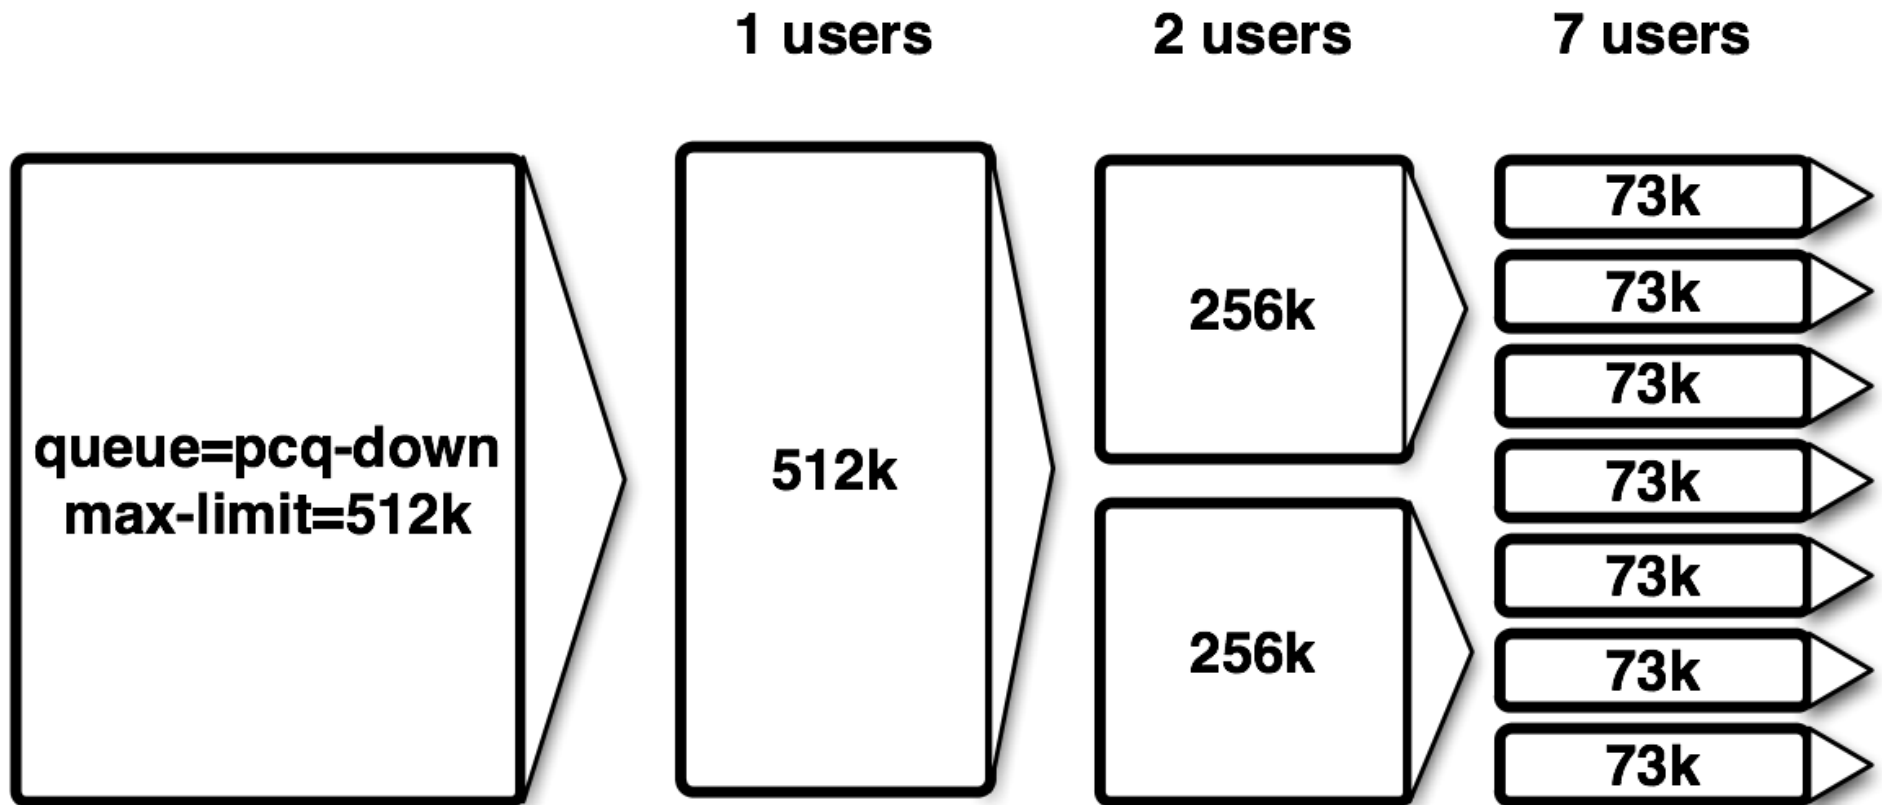 1 users
2 users
7 users
queue=pcq-down
max-limit=512k
512k
256k
256k
73k
73k
73k
73k
73k
73k
73k